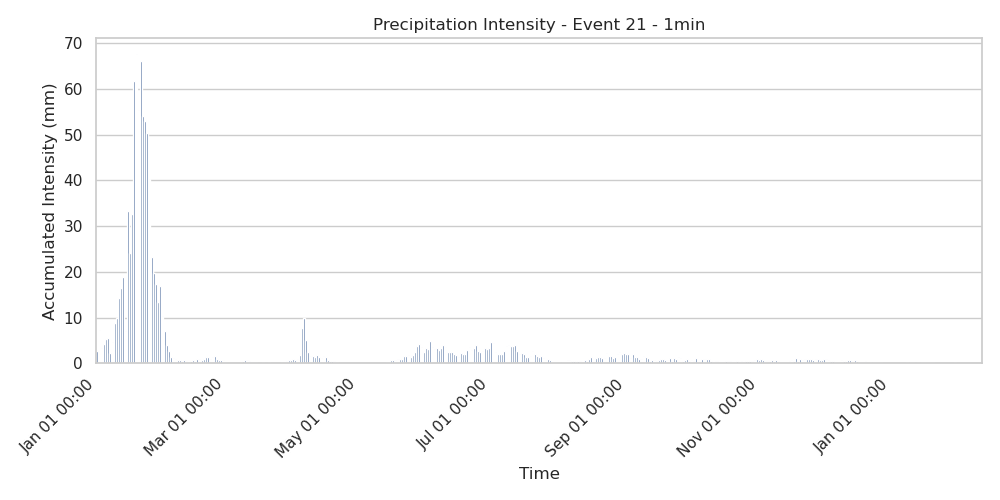 Precipitation Intensity - Event 21 - 1min
70
60
50
40
30
20
10
0
Accumulated Intensity (mm)
Jan 01 00:00
Mar 01 00:00
May 01 00:00
Jul 01 00:00
Sep 01 00:00
Nov 01 00:00
Jan 01 00:00
Time